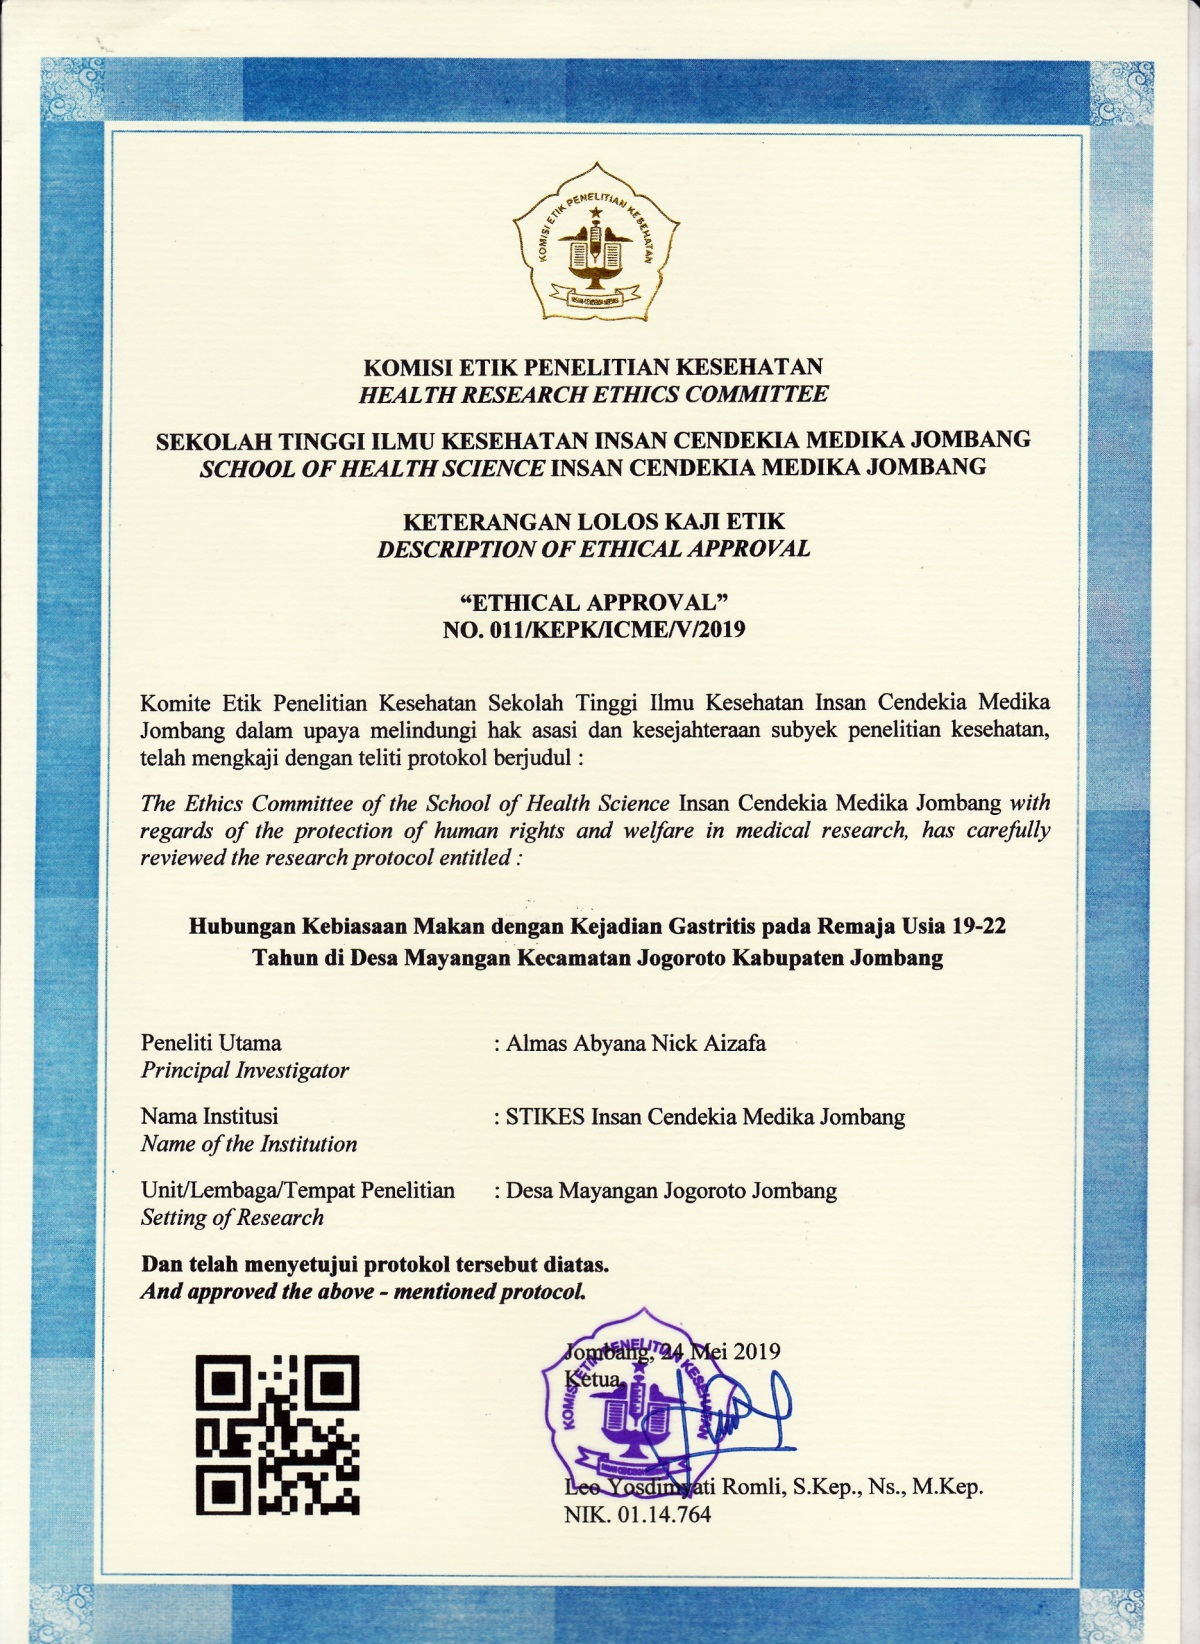 KOMISI ETIK PENELITIAN KESEHATAN
KOMISI ETIK PENELITIAN KESEHATAN
HEALTH RESEARCH ETHICS COMMITTEE
SEKOLAH TINGGI ILMU KESEHATAN INSAN CENDEKIA MEDIKA JOMBANG
SCHOOL OF HEALTH SCIENCE INSAN CENDEKIA MEDIKA JOMBANG
KETERANGAN LOLOS KAJI ETIK
DESCRIPTION OF ETHICAL APPROVAL
“ETHICAL APPROVAL”
NO. 011/KEPK/ICME/V/2019
Komite Etik Penelitian Kesehatan Sekolah Tinggi Ilmu Kesehatan Insan Cendekia Medika
Jombang dalam upaya melindungi hak asasi dan kesejahteraan subyek penelitian kesehatan,
telah mengkaji dengan teliti protokol berjudul :
The Ethics Committee of the School of Health Science Insan Cendekia Medika Jombang with
regards of the protection of human rights and welfare in medical research, has carefully
reviewed the research protocol entitled :
Hubungan Kebiasaan Makan dengan Kejadian Gastritis pada Remaja Usia 19-22
Tahun di Desa Mayangan Kecamatan Jogoroto Kabupaten Jombang
Peneliti Utama : Almas Abyana Nick Aizafa
Principal Investigator
Nama Institusi : STIKES Insan Cendekia Medika Jombang
Name of the Institution
Unit/Lembaga/Tempat Penelitian : Desa Mayangan Jogoroto Jombang
Setting of Research
Dan telah menyetujui protokol tersebut diatas.
And approved the above - mentioned protocol.
Jombang, 24 Mei 2019
Ketua,
KOMISI ETIK PENELITIAN KESEHATAN
Leo Yosdimyati Romli, S.Kep., Ns., M.Kep.
NIK. 01.14.764